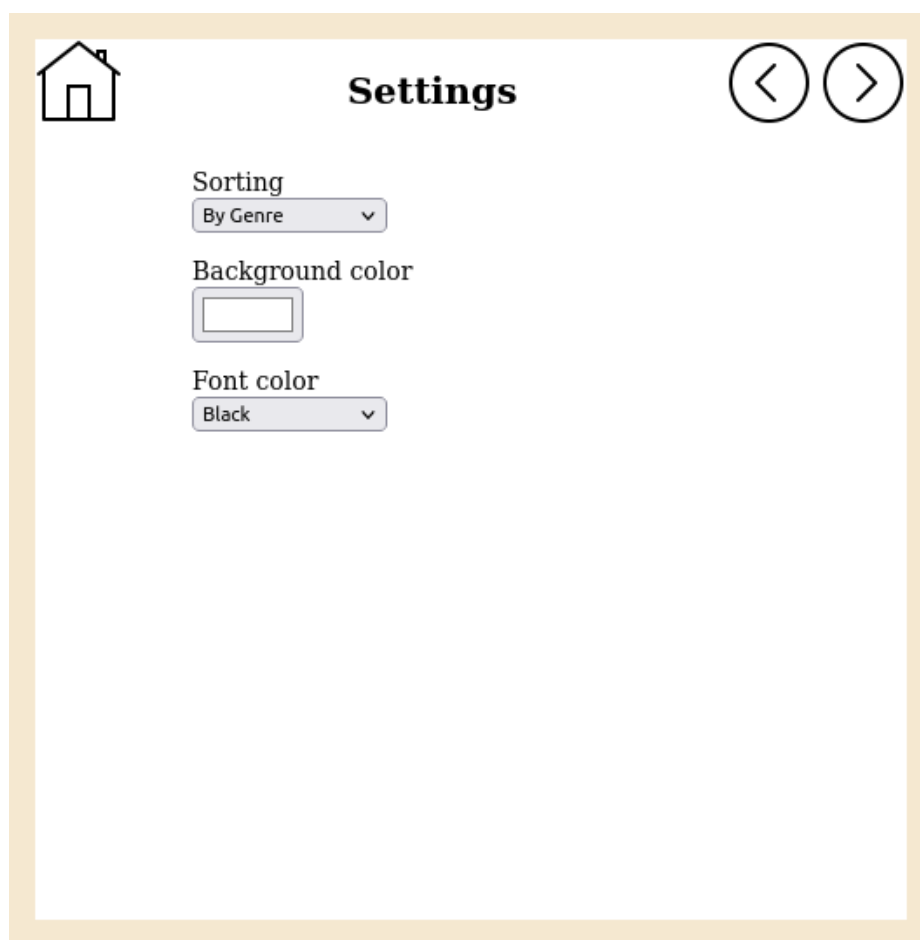 Settings
Sorting
By Genre
Background color
Font color
Black